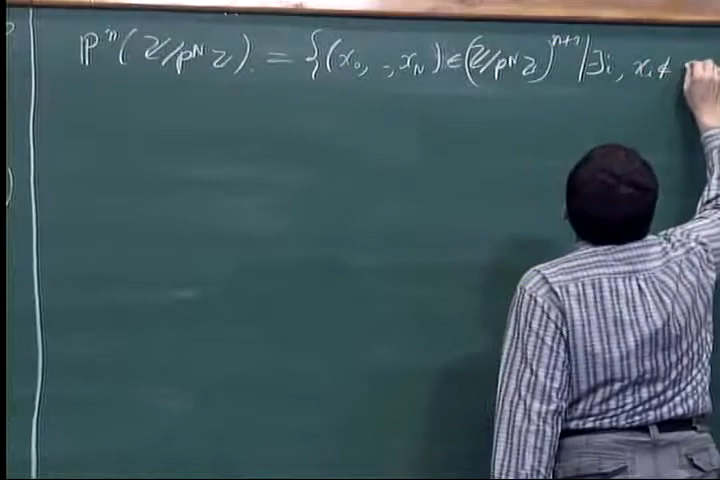 ℙⁿ(ℤ/pᴺℤ) = {(x₀, -, x_N) ∈ (ℤ/pᴺℤ)ⁿ⁺¹ | ∃i, xᵢ ∉